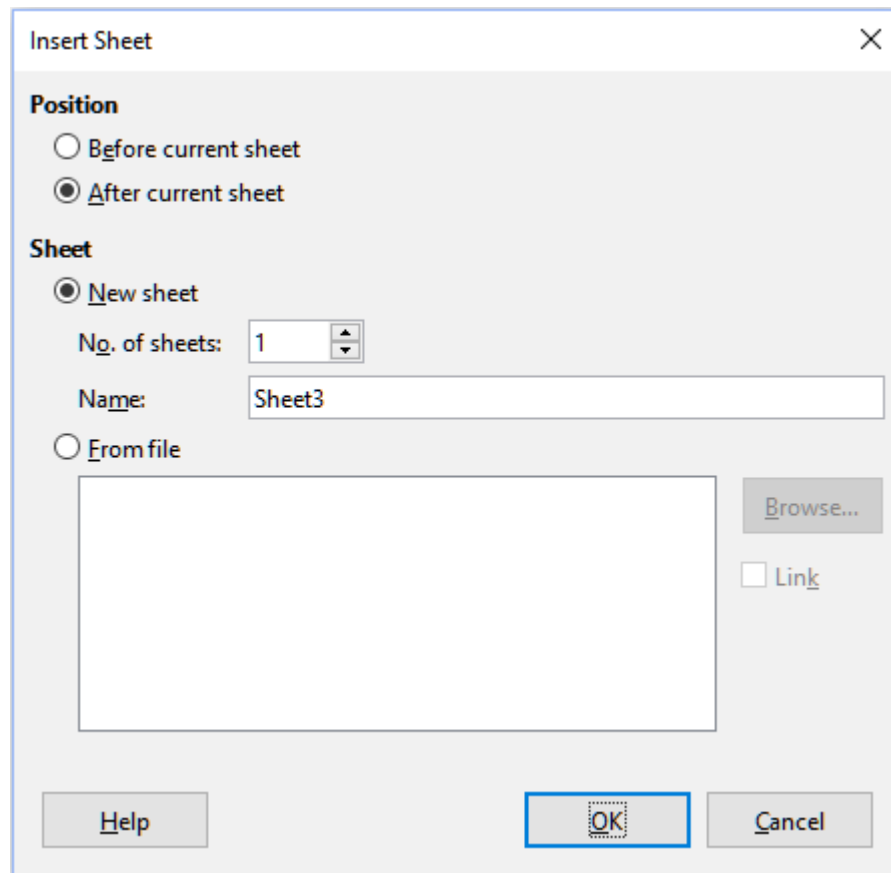 Insert Sheet
Position
Before current sheet
After current sheet
Sheet
New sheet
No. of sheets: 1
Name: Sheet3
From file
Browse...
Link
Help OK Cancel